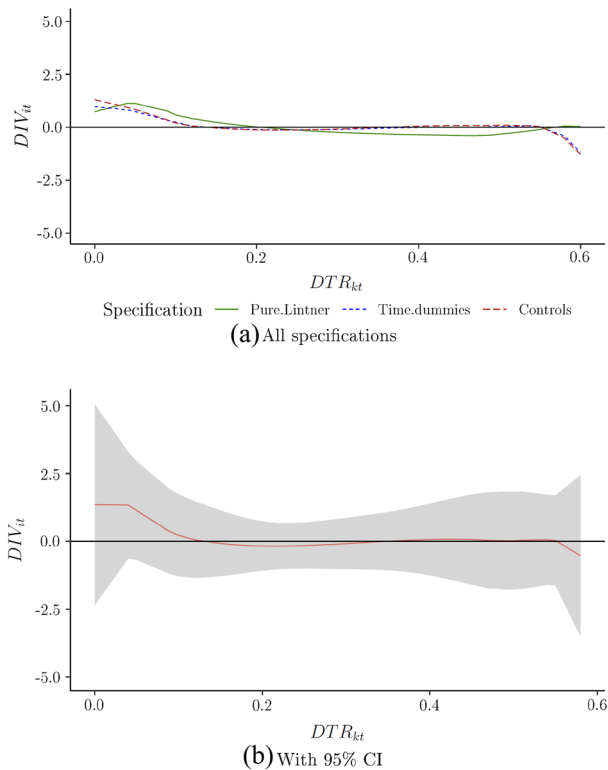 5.0
2.5
0.0
-2.5
-5.0
DIV_it
0.0 0.2 0.4 0.6
DTR_kt
Specification Pure.Lintner Time.dummies Controls
(a) All specifications
5.0
2.5
0.0
-2.5
-5.0
DIV_it
0.0 0.2 0.4 0.6
DTR_kt
(b) With 95% CI